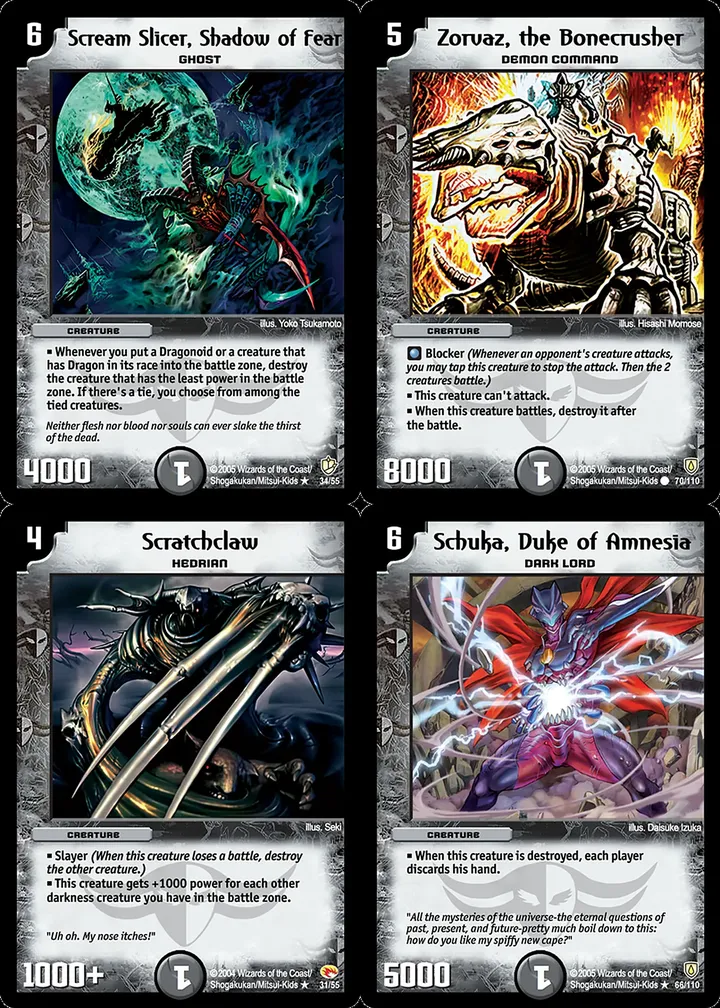 6
Scream Slicer, Shadow of Fear
GHOST
illus. Yoko Tsukamoto
CREATURE
▪ Whenever you put a Dragonoid or a creature that
has Dragon in its race into the battle zone, destroy
the creature that has the least power in the battle
zone. If there's a tie, you choose from among the
tied creatures.
Neither flesh nor blood nor souls can ever slake the thirst
of the dead.
4000
1
©2005 Wizards of the Coast/
Shogakukan/Mitsui-Kids ★ 34/55
5
Zorvaz, the Bonecrusher
DEMON COMMAND
illus. Hisashi Momose
CREATURE
Blocker (Whenever an opponent's creature attacks,
you may tap this creature to stop the attack. Then the 2
creatures battle.)
▪ This creature can't attack.
▪ When this creature battles, destroy it after
the battle.
8000
1
©2005 Wizards of the Coast/
Shogakukan/Mitsui-Kids ● 70/110
4
Scratchclaw
HEDRIAN
illus. Seki
CREATURE
▪ Slayer (When this creature loses a battle, destroy
the other creature.)
▪ This creature gets +1000 power for each other
darkness creature you have in the battle zone.
"Uh oh. My nose itches!"
1000+
1
©2004 Wizards of the Coast/
Shogakukan/Mitsui-Kids ★ 31/55
6
Schuka, Duke of Amnesia
DARK LORD
illus. Daisuke Izuka
CREATURE
▪ When this creature is destroyed, each player
discards his hand.
"All the mysteries of the universe-the eternal questions of
past, present, and future-pretty much boil down to this:
how do you like my spiffy new cape?"
5000
1
©2005 Wizards of the Coast/
Shogakukan/Mitsui-Kids ★ 66/110